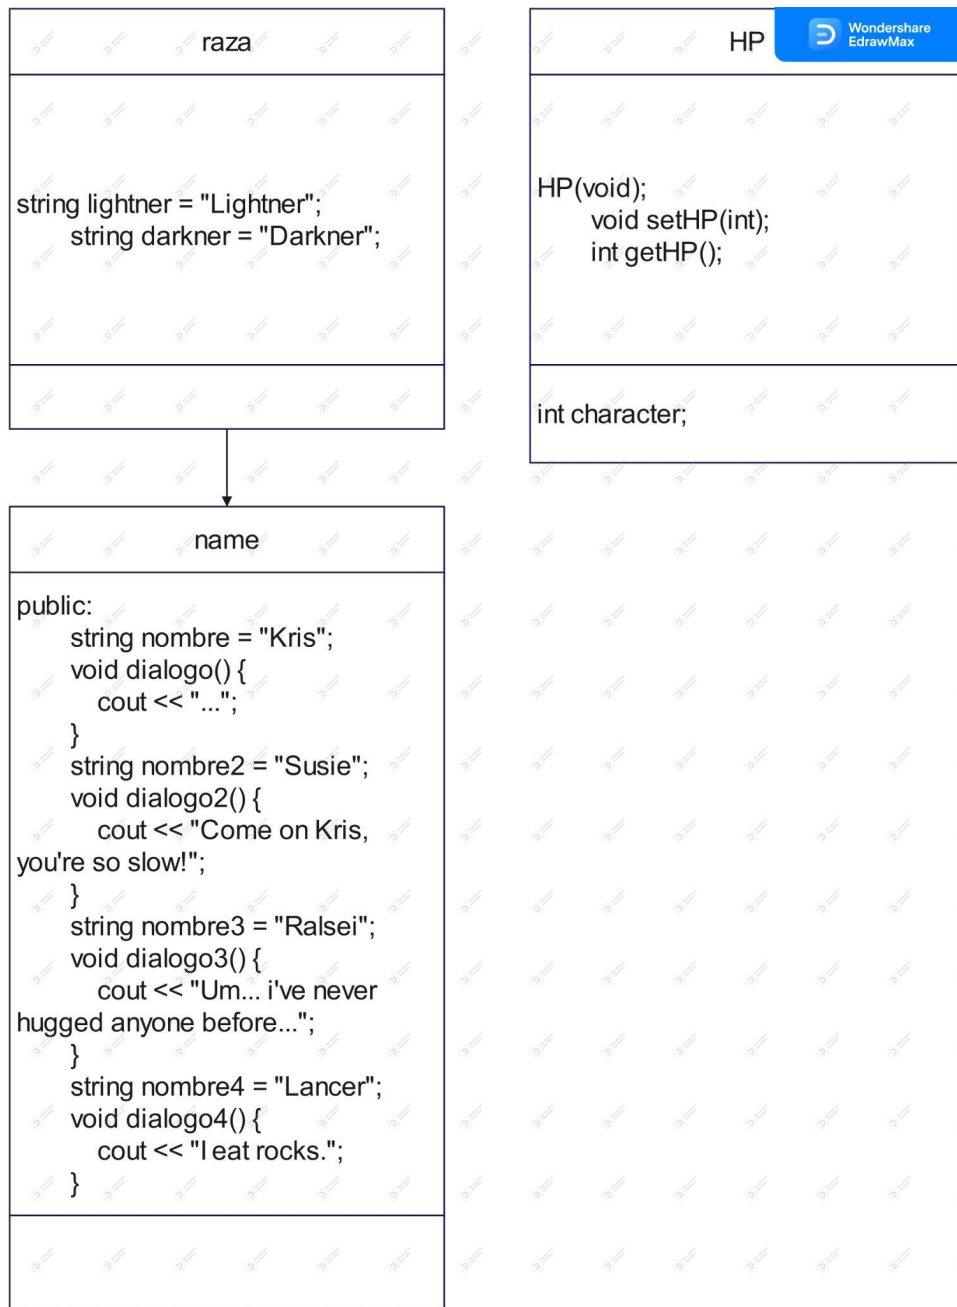 raza
string lightner = "Lightner";
string darkner = "Darkner";
HP
Wondershare
EdrawMax
HP(void);
void setHP(int);
int getHP();
int character;
name
public:
string nombre = "Kris";
void dialogo() {
cout << "...";
}
string nombre2 = "Susie";
void dialogo2() {
cout << "Come on Kris,
you're so slow!";
}
string nombre3 = "Ralsei";
void dialogo3() {
cout << "Um... i've never
hugged anyone before...";
}
string nombre4 = "Lancer";
void dialogo4() {
cout << "I eat rocks.";
}